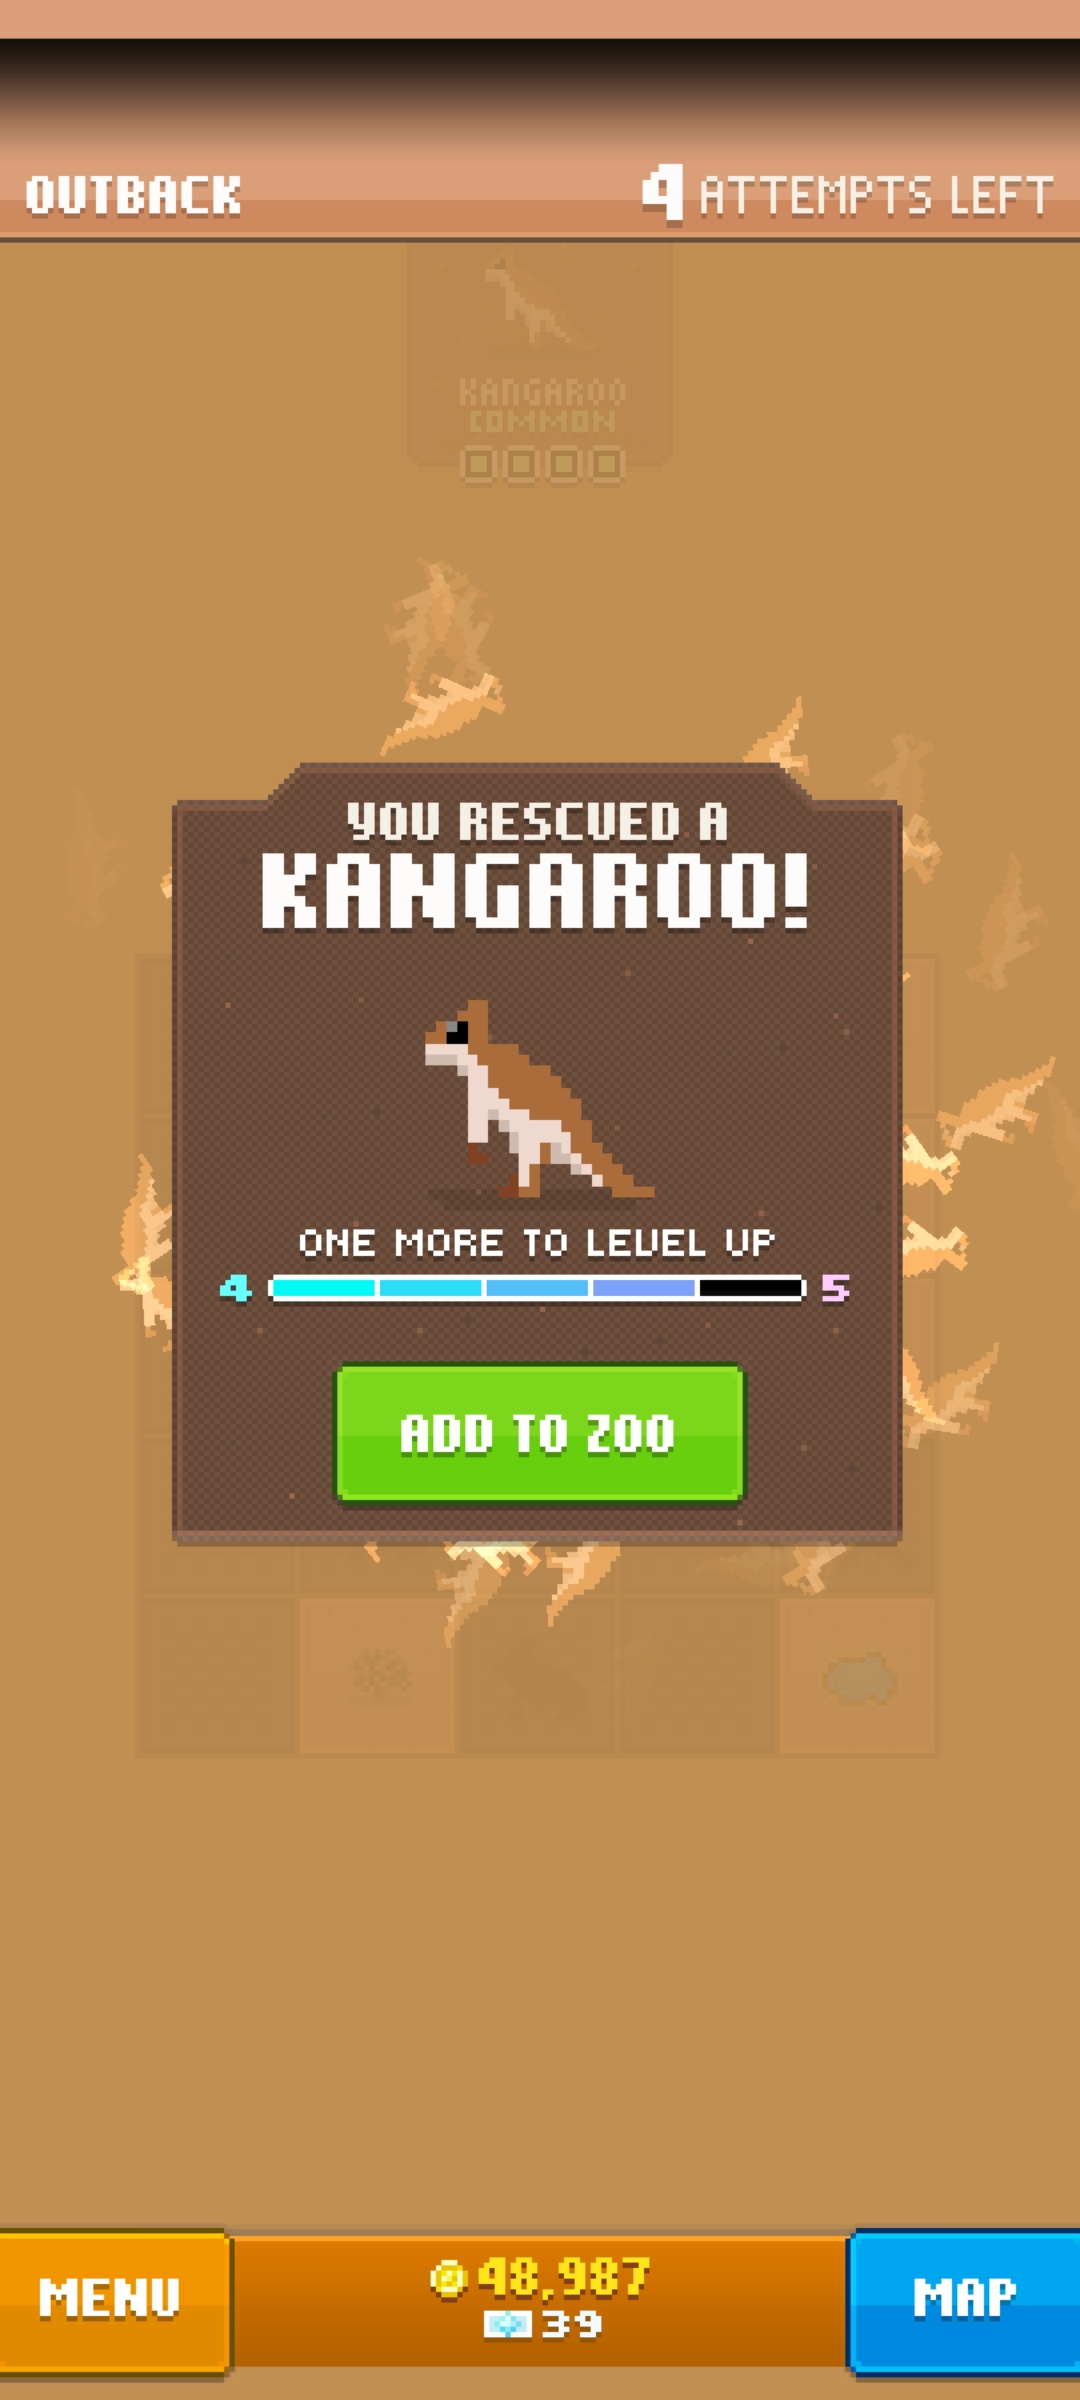 OUTBACK
4 ATTEMPTS LEFT
KANGAROO
COMMON
YOU RESCUED A
KANGAROO!
ONE MORE TO LEVEL UP
4 5
ADD TO ZOO
MENU
48,987
39
MAP